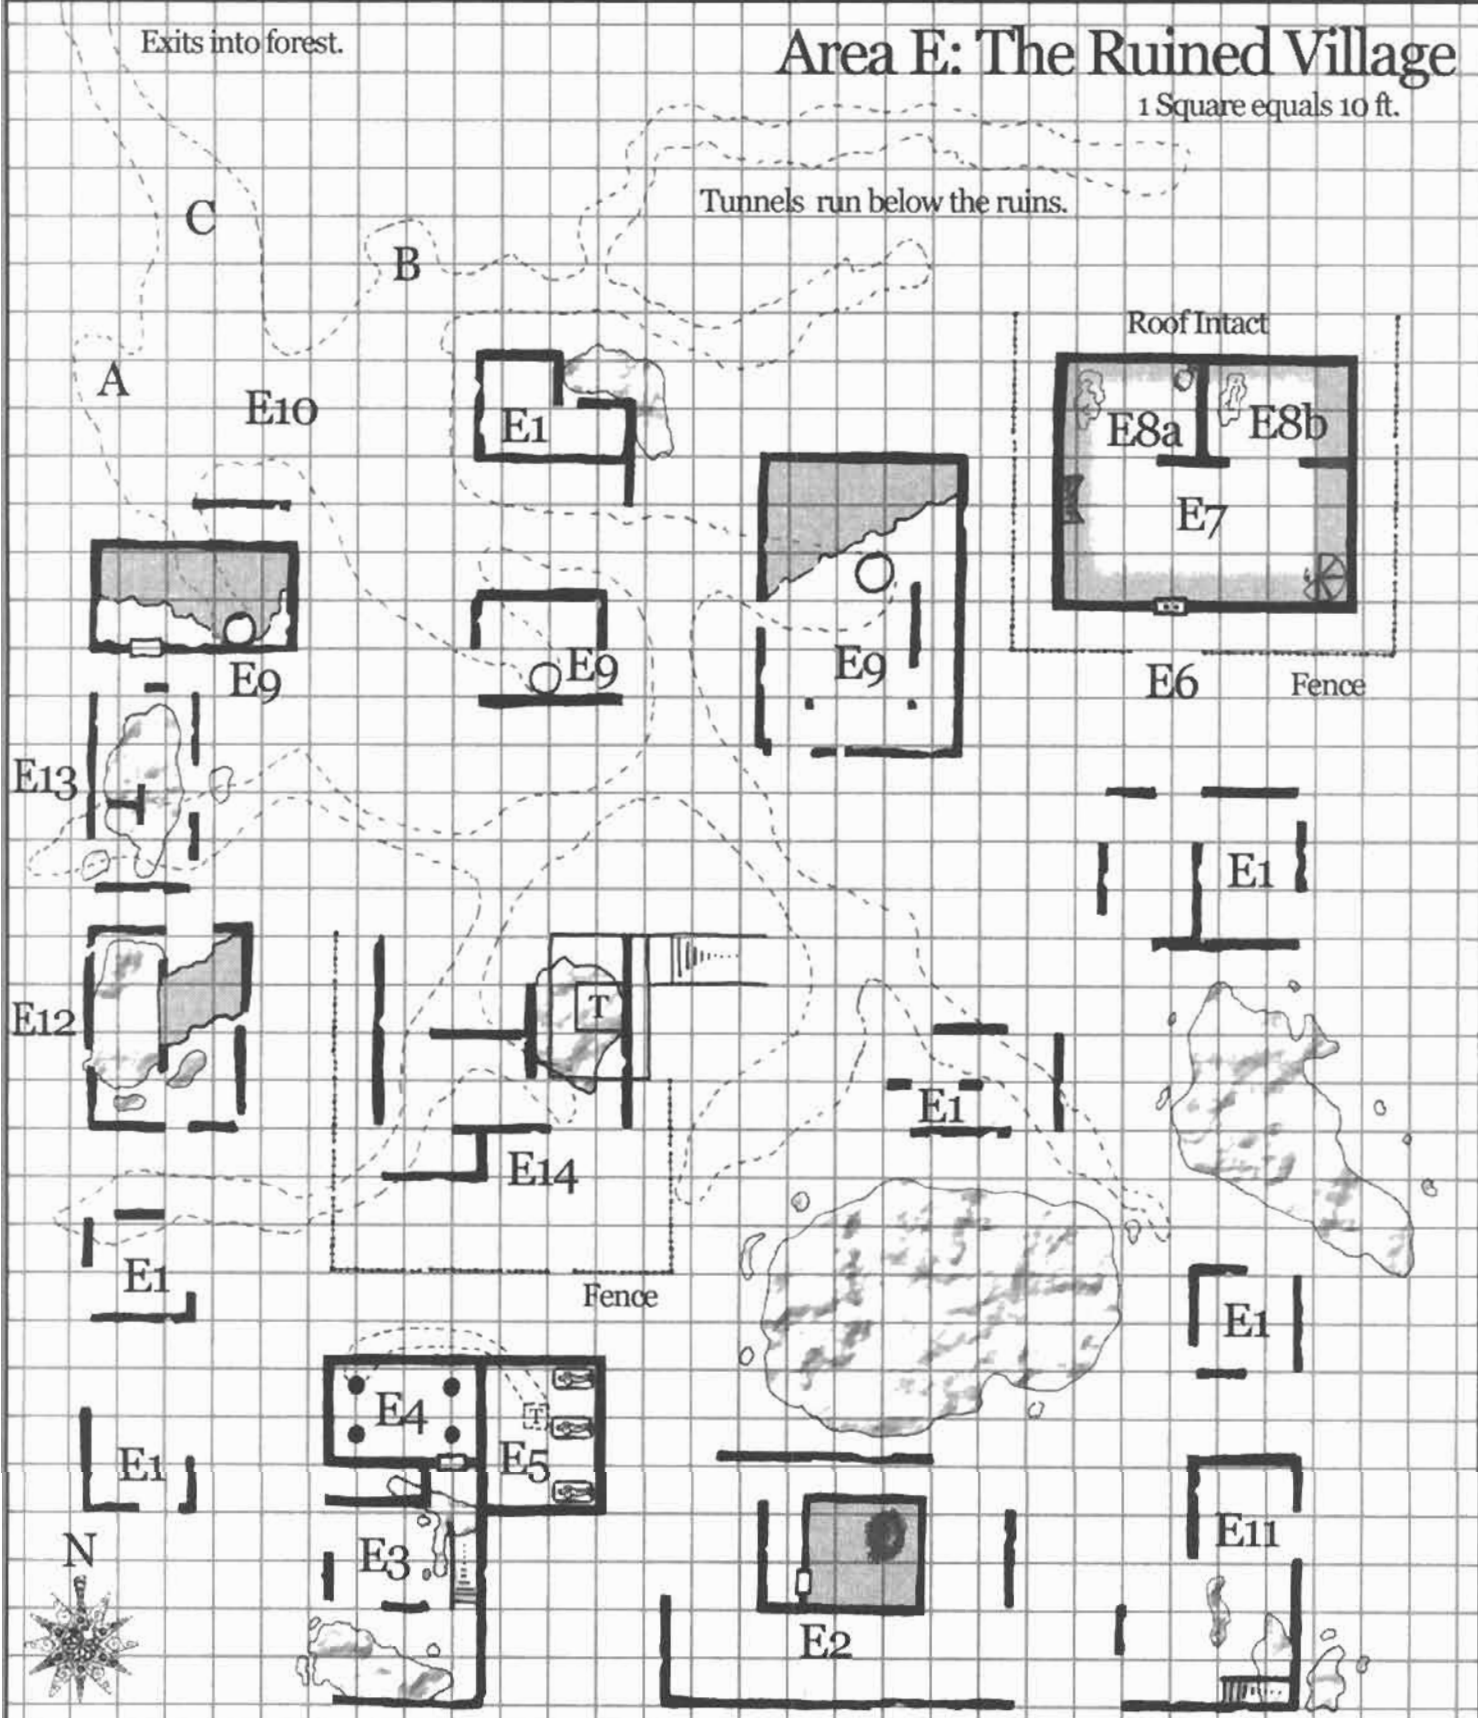 Exits into forest.
Area E: The Ruined Village
1 Square equals 10 ft.
Tunnels run below the ruins.
C
B
Roof Intact
A
E10
E1
E8a
E8b
E7
E9
E9
E9
E6
Fence
E13
E1
E12
T
E1
E14
E1
Fence
E1
E4
T
E5
E1
N
E3
E11
E2